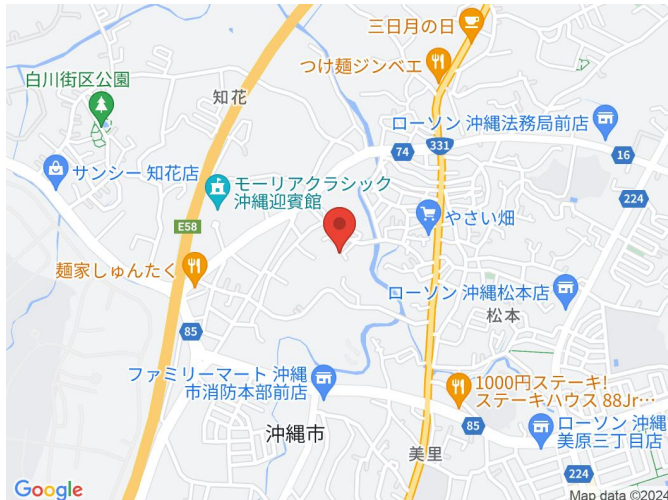 三日月の日
つけ麺ジンベエ
白川街区公園
知花
ローソン 沖縄法務局前店
331
74
16
サンシー 知花店
モーリアクラシック
沖縄迎賓館
224
E58
やさい畑
麺家しゅんたく
ローソン 沖縄松本店
松本
85
ファミリーマート 沖縄
市消防本部前店
1000円ステーキ!
ステーキハウス 88Jr…
85
ローソン 沖縄
美原三丁目店
沖縄市
美里
224
Google
Map data ©2024